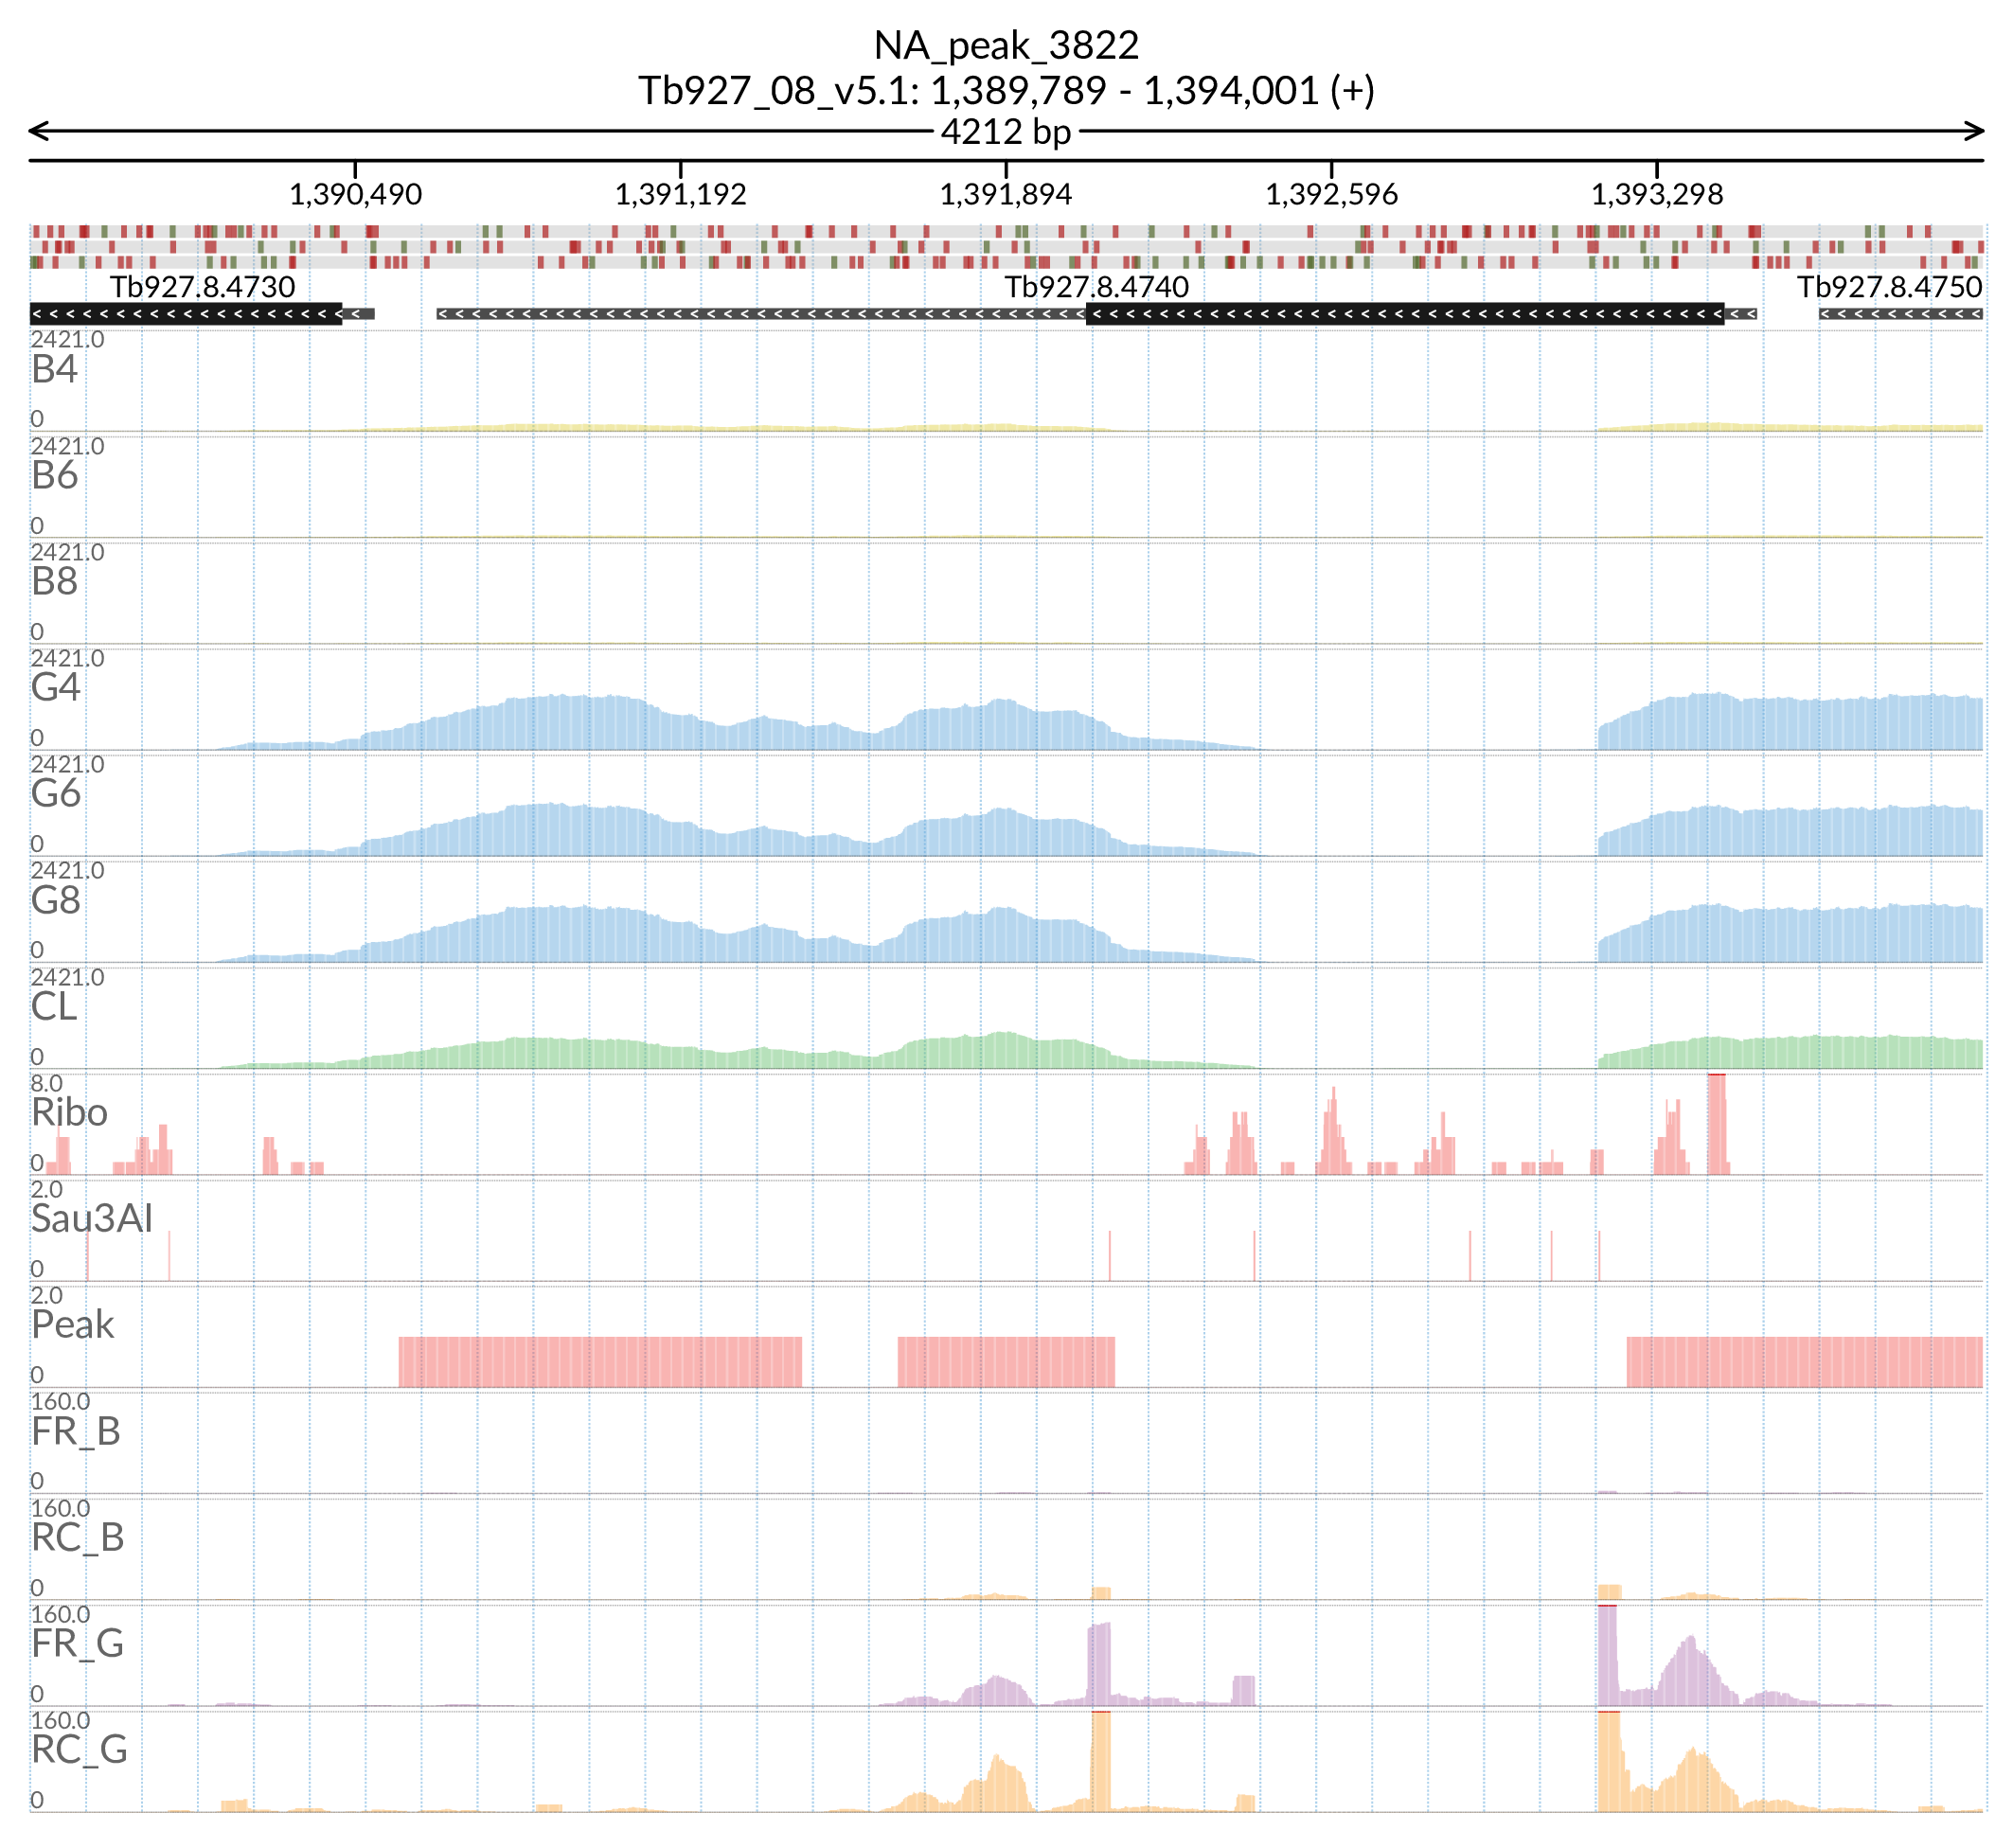 NA_peak_3822
Tb927_08_v5.1: 1,389,789 - 1,394,001 (+)
4212 bp
1,390,490 1,391,192 1,391,894 1,392,596 1,393,298
Tb927.8.4730 Tb927.8.4740 Tb927.8.4750
2421.0
B4
0
2421.0
B6
0
2421.0
B8
0
2421.0
G4
0
2421.0
G6
0
2421.0
G8
0
2421.0
CL
0
8.0
Ribo
0
2.0
Sau3AI
0
2.0
Peak
0
160.0
FR_B
0
160.0
RC_B
0
160.0
FR_G
0
160.0
RC_G
0